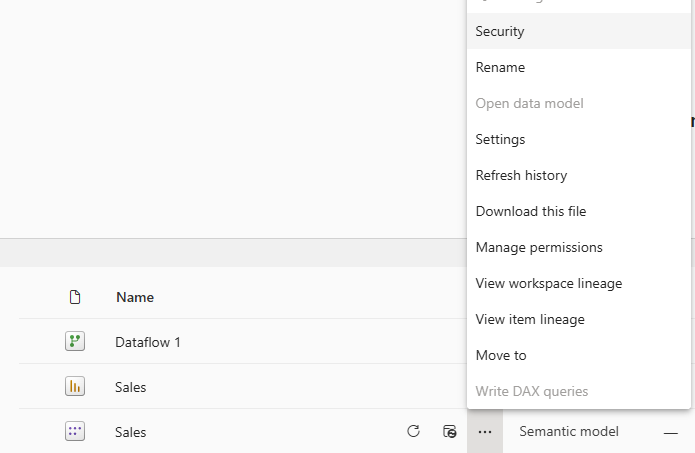 Security
Rename
Open data model
Settings
Refresh history
Download this file
Manage permissions
View workspace lineage
View item lineage
Move to
Write DAX queries
Name
Dataflow 1
Sales
Sales
Semantic model
—